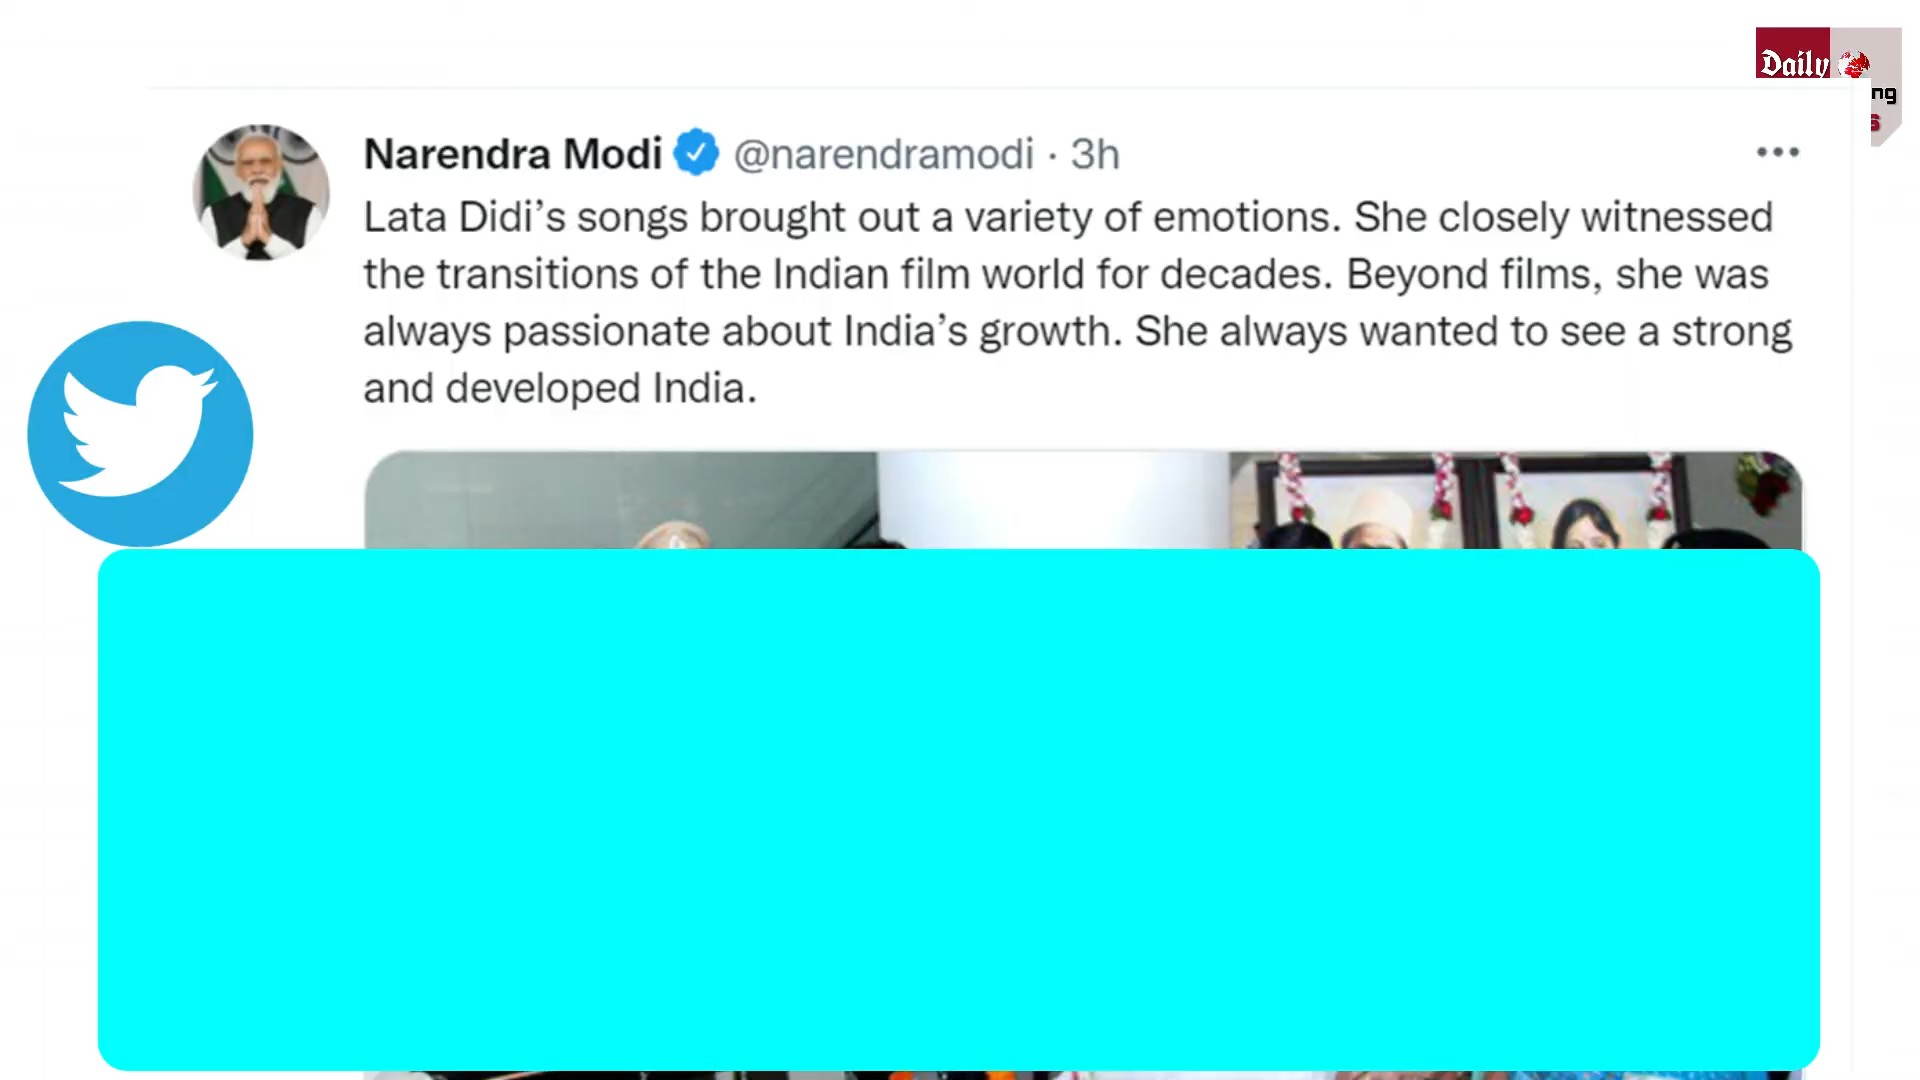 Daily
ng
Narendra Modi @narendramodi · 3h
Lata Didi’s songs brought out a variety of emotions. She closely witnessed
the transitions of the Indian film world for decades. Beyond films, she was
always passionate about India’s growth. She always wanted to see a strong
and developed India.